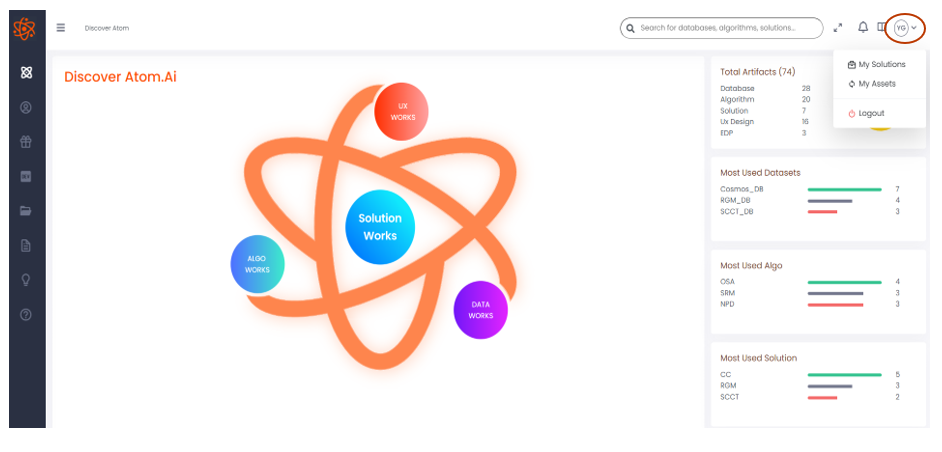 Discover Atom
Search for databases, algorithms, solutions...
YG
My Solutions
My Assets
Logout
Discover Atom.Ai
UX
WORKS
Solution
Works
ALGO
WORKS
DATA
WORKS
Total Artifacts (74)
Database 28
Algorithm 20
Solution 7
Ux Design 16
EDP 3
Most Used Datasets
Cosmos_DB 7
RGM_DB 4
SCCT_DB 3
Most Used Algo
OSA 4
SRM 3
NPD 3
Most Used Solution
CC 5
RGM 3
SCCT 2